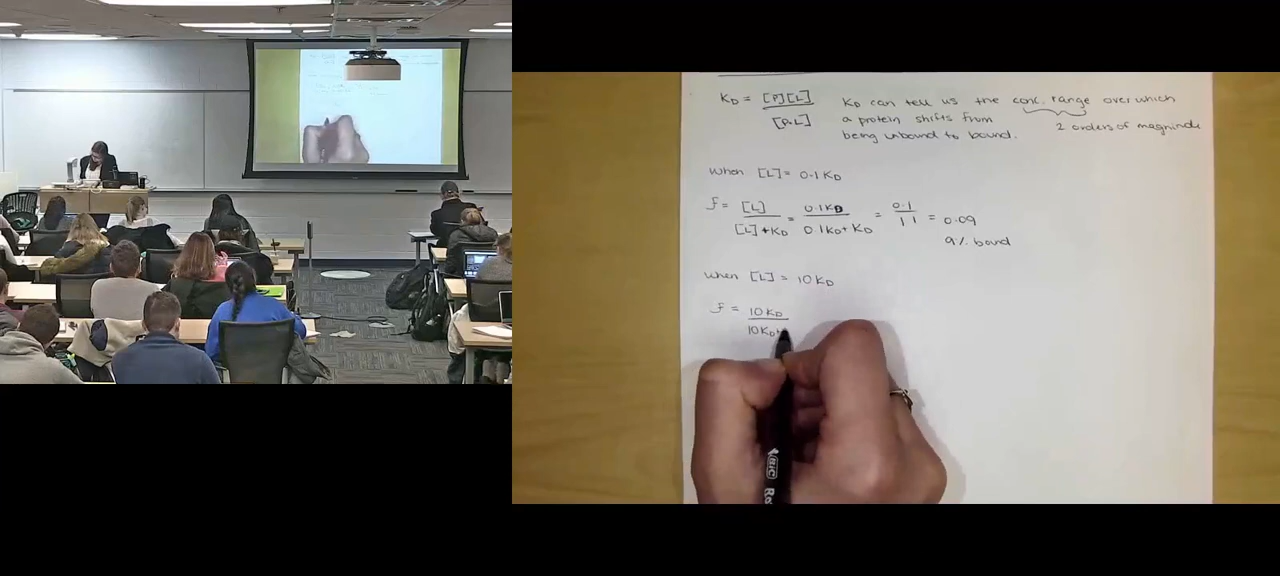 KD = [P][L] / [P·L] KD can tell us the conc. range over which
a protein shifts from
being unbound to bound. 2 orders of magnitude
When [L] = 0.1 KD
f = [L] / [L] + KD = 0.1KD / 0.1KD + KD = 0.1 / 1.1 = 0.09
9% bound
When [L] = 10 KD
f = 10 KD / 10KD +
BIC